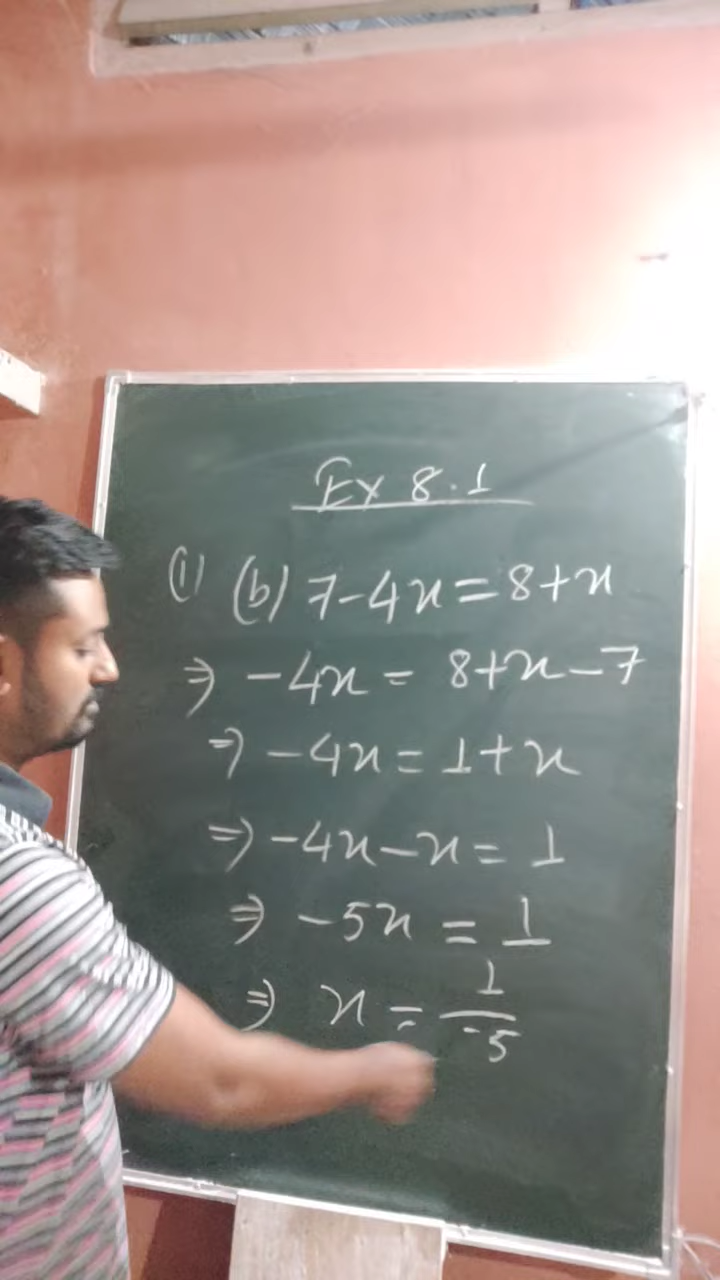 Ex 8.1
(1) (b) 7-4x=8+x
⇒ -4x = 8+x-7
⇒ -4x = 1+x
⇒ -4x-x = 1
⇒ -5x = 1
⇒ x = 1/-5